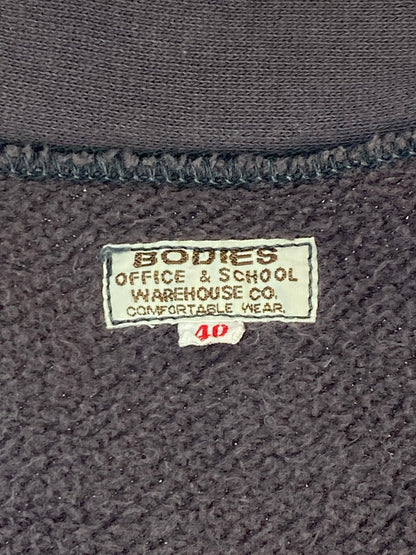 BODIES
OFFICE & SCHOOL
WAREHOUSE CO.
COMFORTABLE WEAR.
40